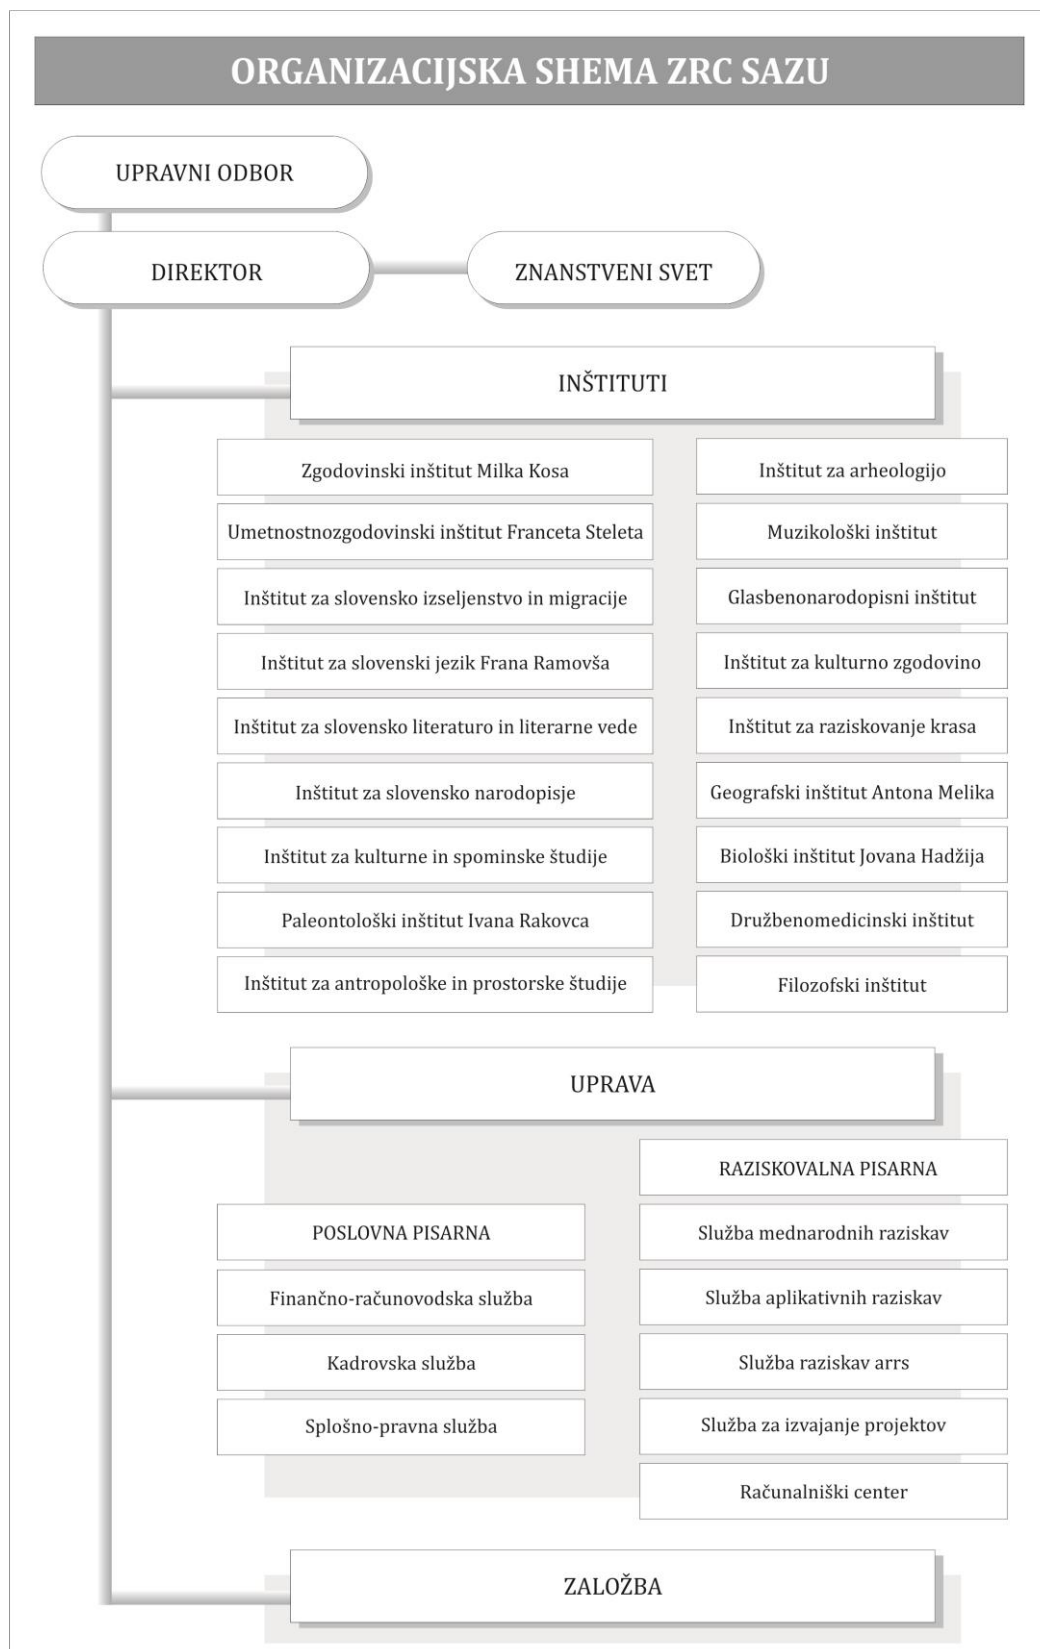 ORGANIZACIJSKA SHEMA ZRC SAZU
UPRAVNI ODBOR
DIREKTOR
ZNANSTVENI SVET
INŠTITUTI
Zgodovinski inštitut Milka Kosa
Umetnostnozgodovinski inštitut Franceta Steleta
Inštitut za slovensko izseljenstvo in migracije
Inštitut za slovenski jezik Frana Ramovša
Inštitut za slovensko literaturo in literarne vede
Inštitut za slovensko narodopisje
Inštitut za kulturne in spominske študije
Paleontološki inštitut Ivana Rakovca
Inštitut za antropološke in prostorske študije
Inštitut za arheologijo
Muzikološki inštitut
Glasbenonarodopisni inštitut
Inštitut za kulturno zgodovino
Inštitut za raziskovanje krasa
Geografski inštitut Antona Melika
Biološki inštitut Jovana Hadžija
Družbenomedicinski inštitut
Filozofski inštitut
UPRAVA
POSLOVNA PISARNA
Finančno-računovodska služba
Kadrovska služba
Splošno-pravna služba
RAZISKOVALNA PISARNA
Služba mednarodnih raziskav
Služba aplikativnih raziskav
Služba raziskav arrs
Služba za izvajanje projektov
Računalniški center
ZALOŽBA